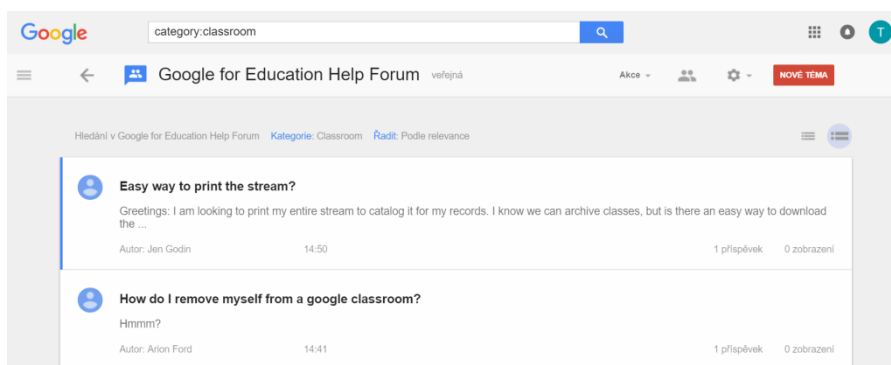 Google category:classroom T
Google for Education Help Forum veřejná Akce NOVÉ TÉMA
Hledání v Google for Education Help Forum Kategorie: Classroom Řadit: Podle relevance
Easy way to print the stream?
Greetings: I am looking to print my entire stream to catalog it for my records. I know we can archive classes, but is there an easy way to download
the ...
Autor: Jen Godin 14:50 1 příspěvek 0 zobrazení
How do I remove myself from a google classroom?
Hmmm?
Autor: Arion Ford 14:41 1 příspěvek 0 zobrazení